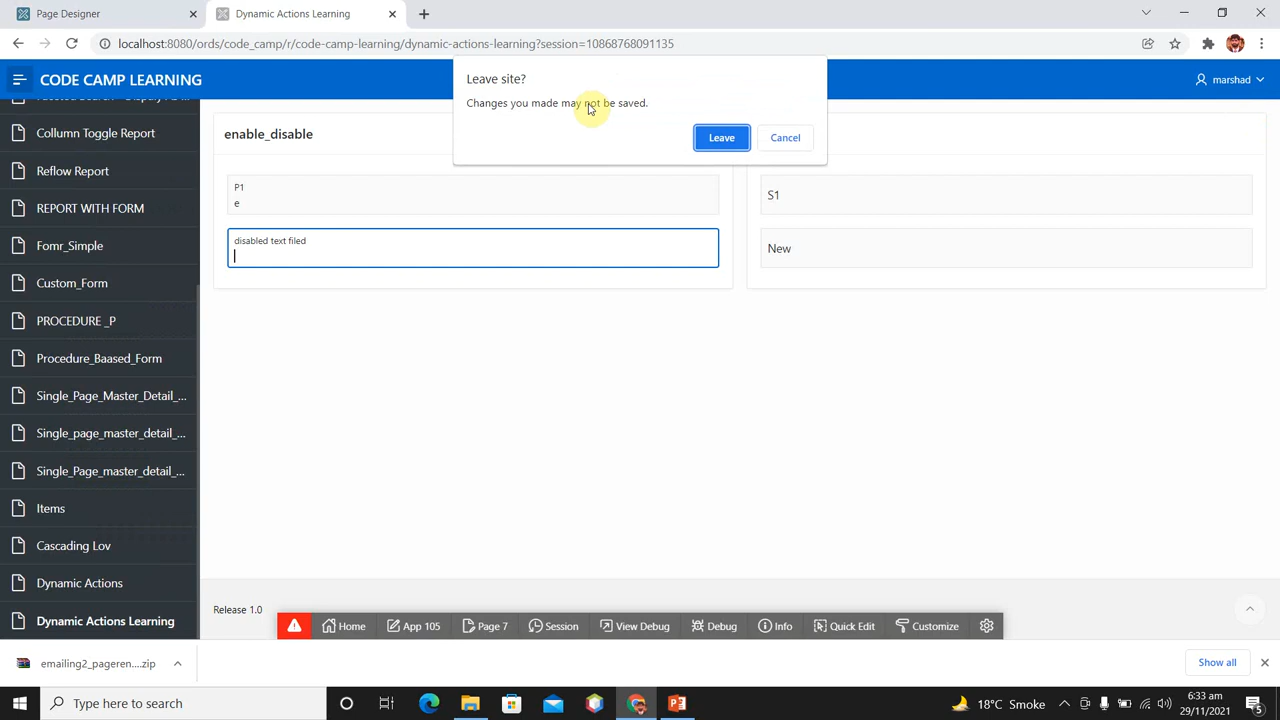 Page Designer
Dynamic Actions Learning
localhost:8080/ords/code_camp/r/code-camp-learning/dynamic-actions-learning?session=10868768091135
Leave site?
Changes you made may not be saved.
Leave
Cancel
CODE CAMP LEARNING
marshad
Collumn Toggle Report
Reflow Report
REPORT WITH FORM
Fomr_Simple
Custom_Form
PROCEDURE _P
Procedure_Baased_Form
Single_Page_Master_Detail_...
Single_page_master_detail_...
Single_Page_master_detail_...
Items
Cascading Lov
Dynamic Actions
Dynamic Actions Learning
enable_disable
P1
e
disabled text filed
S1
New
Release 1.0
Home
App 105
Page 7
Session
View Debug
Debug
Info
Quick Edit
Customize
emailing2_pageren....zip
Show all
Type here to search
18°C Smoke
6:33 am
29/11/2021
5